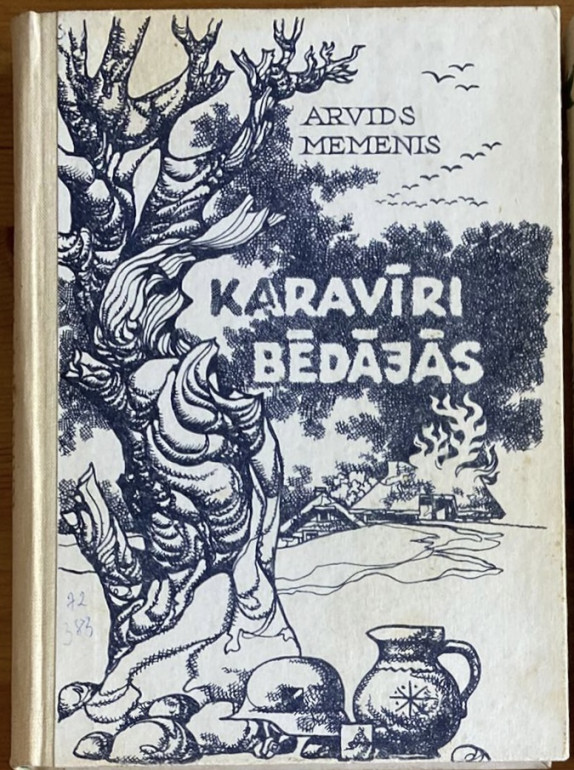 ARVIDS
MEMENIS
KARAVĪRI
BĒDĀJĀS
72
383